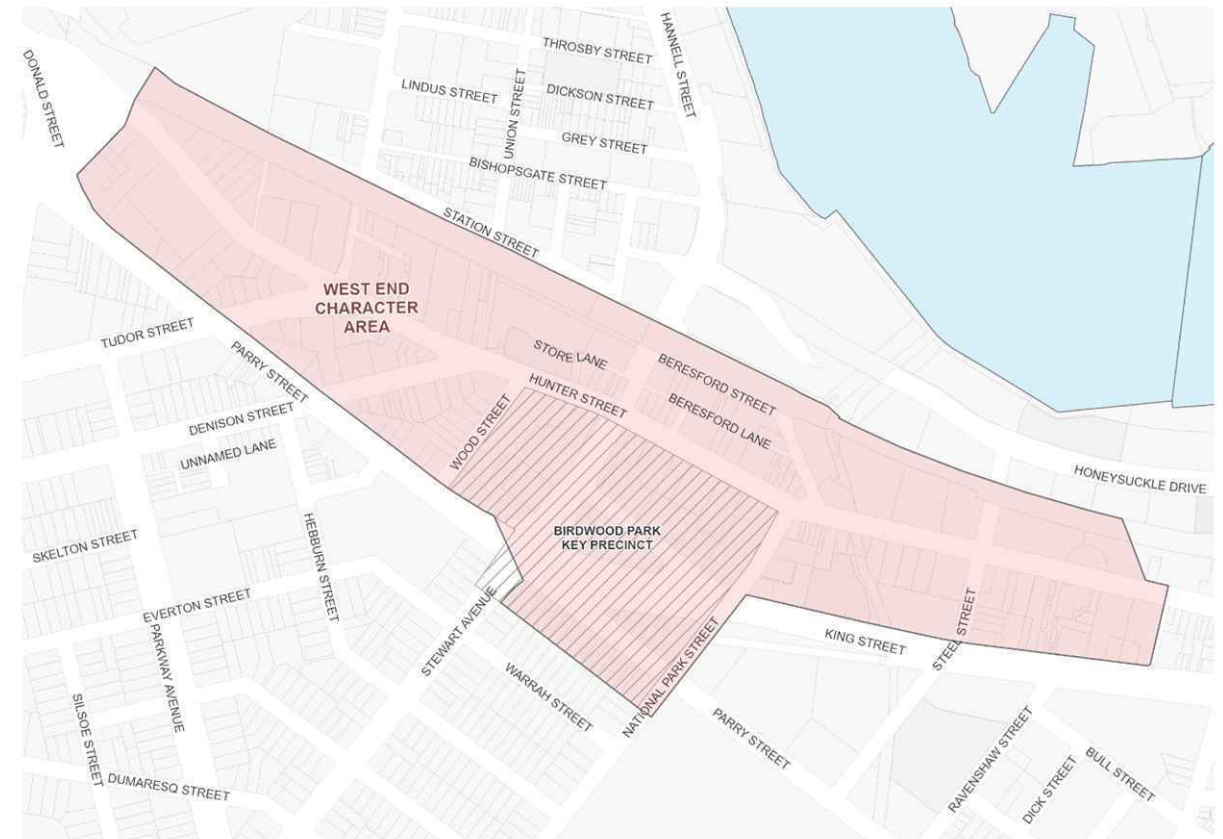 THROSBY STREET
HANNELL STREET
DONALD STREET
LINDUS STREET
UNION STREET
DICKSON STREET
GREY STREET
BISHOPSGATE STREET
STATION STREET
WEST END
CHARACTER
AREA
TUDOR STREET
PARRY STREET
STORE LANE
BERESFORD STREET
HUNTER STREET
BERESFORD LANE
DENISON STREET
WOOD STREET
UNNAMED LANE
HONEYSUCKLE DRIVE
BIRDWOOD PARK
KEY PRECINCT
SKELTON STREET
HEBBURN STREET
EVERTON STREET
STEWART AVENUE
STEEL STREET
KING STREET
PARKWAY AVENUE
WARRAH STREET
NATIONAL PARK STREET
SILSOE STREET
PARRY STREET
RAVENSHAW STREET
BULL STREET
DICK STREET
DUMARESQ STREET